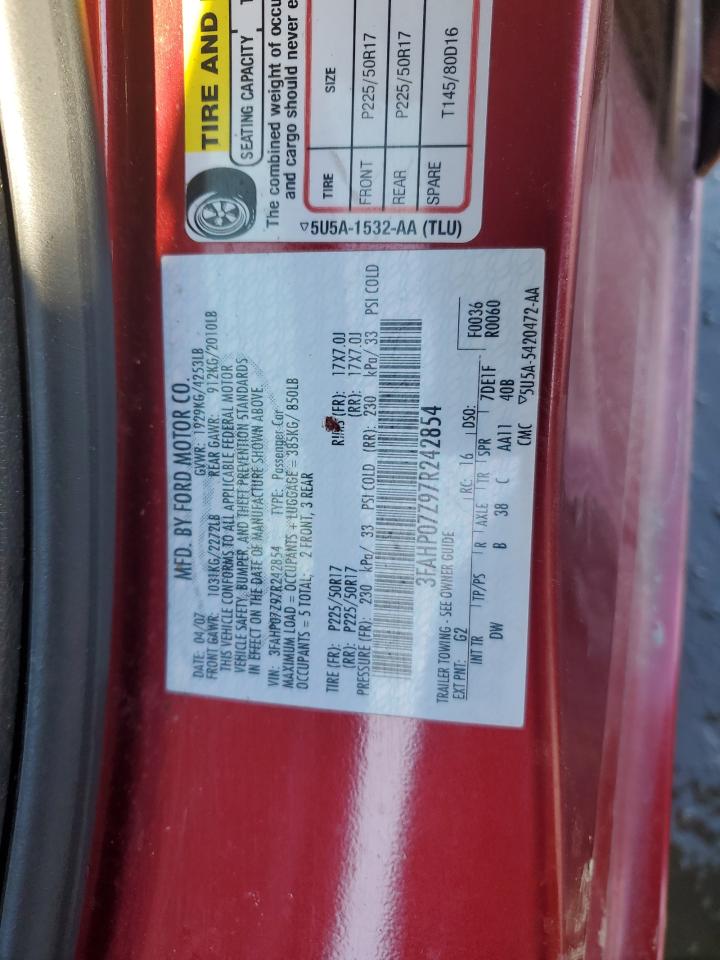 MFD. BY FORD MOTOR CO.
DATE: 04/07 GVWR: 1929KG/4253LB
FRONT GAWR: 1031KG/2272LB REAR GAWR: 912KG/2010LB
THIS VEHICLE CONFORMS TO ALL APPLICABLE FEDERAL MOTOR
VEHICLE SAFETY, BUMPER, AND THEFT PREVENTION STANDARDS
IN EFFECT ON THE DATE OF MANUFACTURE SHOWN ABOVE.
VIN: 3FAHP07Z97R242854 TYPE: Passenger Car
MAXIMUM LOAD = OCCUPANTS + LUGGAGE = 385KG/ 850LB
OCCUPANTS = 5 TOTAL, 2 FRONT, 3 REAR
TIRE (FR): P225/50R17 RIMS (FR): 17X7.0J
(RR): P225/50R17 (RR): 17X7.0J
PRESSURE (FR): 230 kPa/ 33 PSI COLD (RR): 230 kPa/ 33 PSI COLD
3FAHP07Z97R242854
TRAILER TOWING - SEE OWNER GUIDE
EXT PNT: G2 RC: 16 DSO: F0036
R0060
INT TR TP/PS R AXLE TR SPR 7DE1F
DW B 38 C AA11 40B
CMC ▽5U5A-5420472-AA
TIRE AND
SEATING CAPACITY
The combined weight of occu
and cargo should never e
TIRE SIZE
FRONT P225/50R17
REAR P225/50R17
SPARE T145/80D16
▽5U5A-1532-AA (TLU)